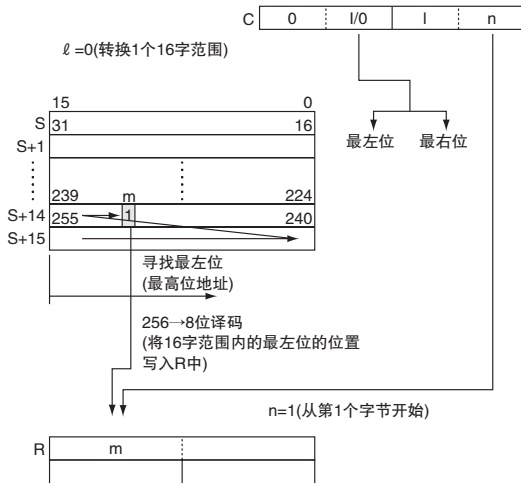 C 0 l/0 l n
ℓ=0(转换1个16字范围)
最左位 最右位
15 0
S 31 16
S+1
239 m 224
S+14 255 1 240
S+15
寻找最左位
(最高位地址)
256→8位译码
(将16字范围内的最左位的位置
写入R中)
n=1(从第1个字节开始)
R m